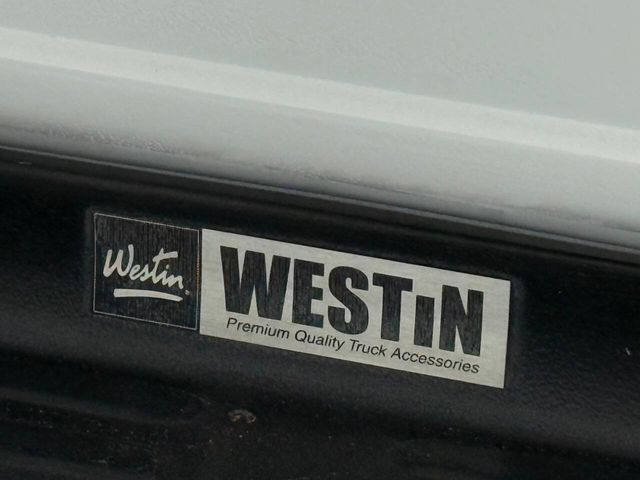 Westin
WESTiN
Premium Quality Truck Accessories